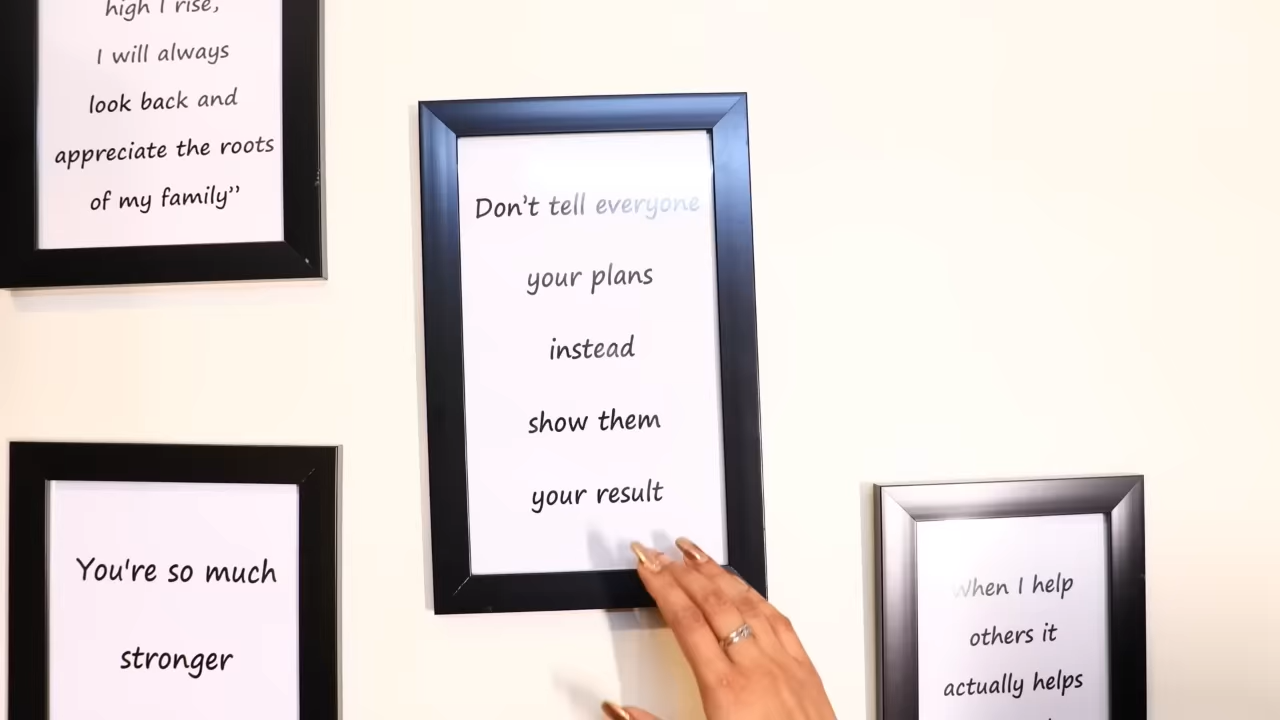 high I rise,
I will always
look back and
appreciate the roots
of my family”
Don’t tell everyone
your plans
instead
show them
your result
You're so much
stronger
When I help
others it
actually helps